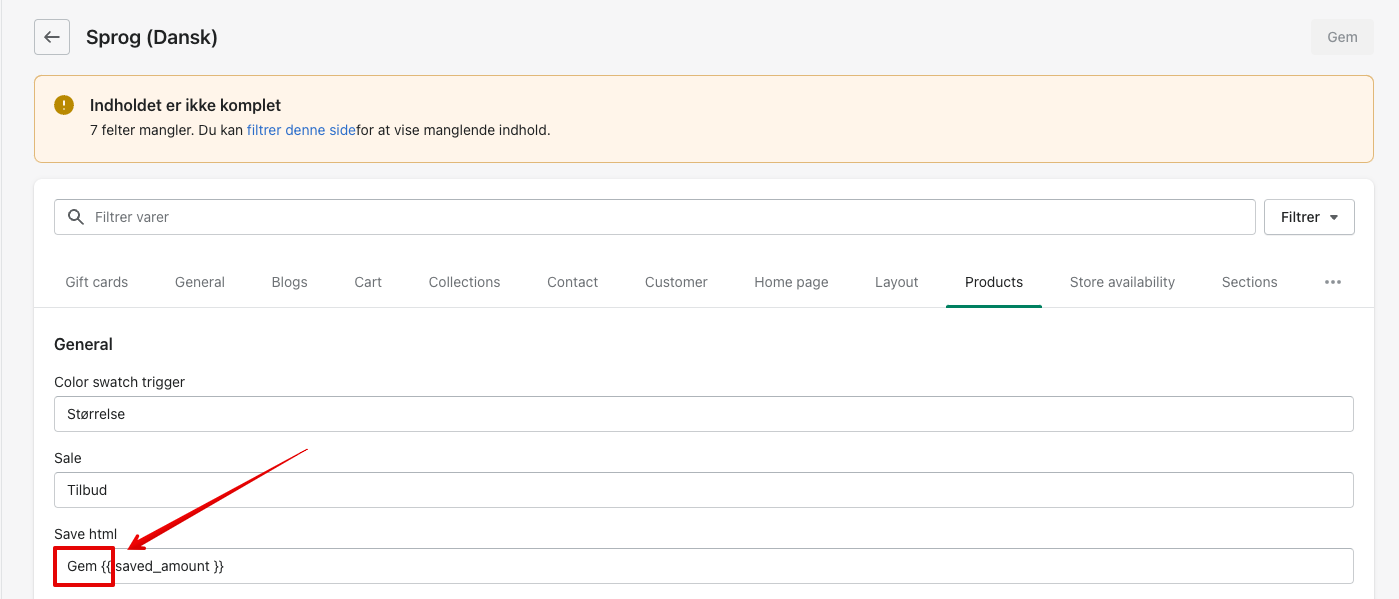 Sprog (Dansk)
Gem
Indholdet er ikke komplet
7 felter mangler. Du kan filtrer denne sidefor at vise manglende indhold.
Filtrer varer
Filtrer
Gift cards General Blogs Cart Collections Contact Customer Home page Layout Products Store availability Sections
General
Color swatch trigger
Størrelse
Sale
Tilbud
Save html
Gem {{ saved_amount }}